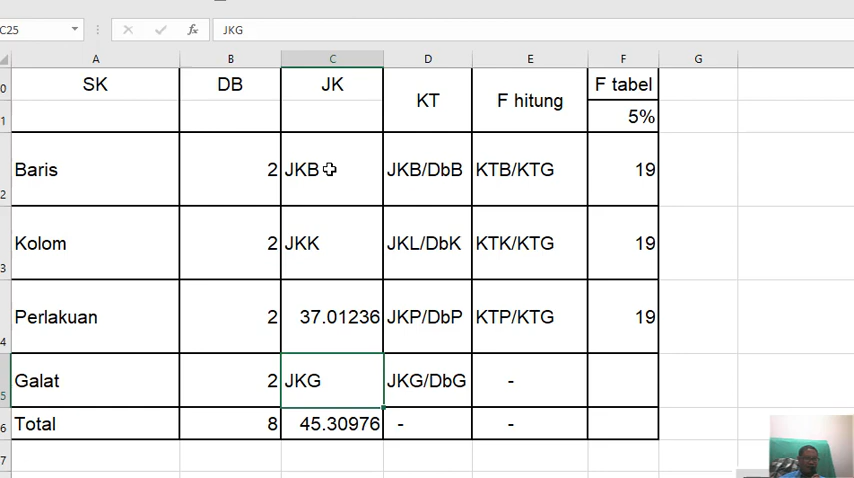 C25 fx JKG
A B C D E F G
SK DB JK KT F hitung F tabel
5%
Baris 2 JKB JKB/DbB KTB/KTG 19
Kolom 2 JKK JKL/DbK KTK/KTG 19
Perlakuan 2 37.01236 JKP/DbP KTP/KTG 19
Galat 2 JKG JKG/DbG -
Total 8 45.30976 - -